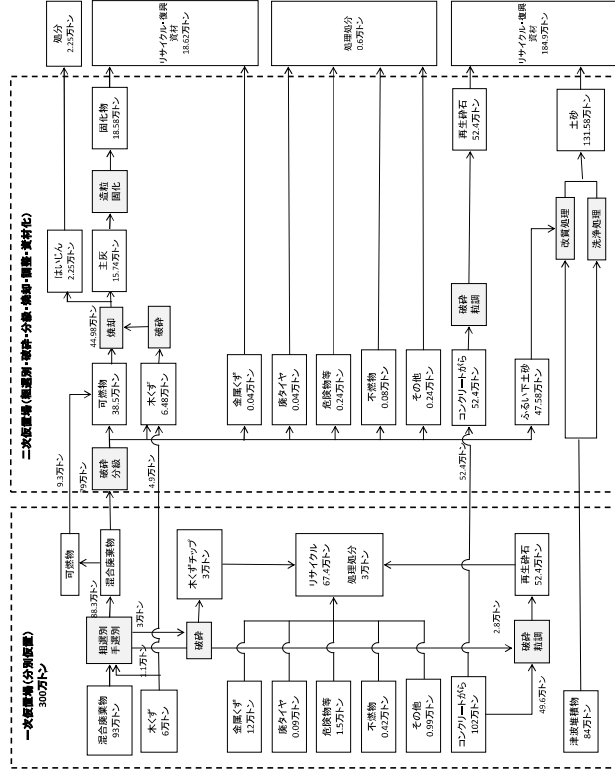 一次仮置場(分別仮置)
300万トン
混合廃棄物
93万トン
木くず
6万トン
金属くず
12万トン
廃タイヤ
0.09万トン
危険物等
1.5万トン
不燃物
0.42万トン
その他
0.99万トン
コンクリートがら
102万トン
津波堆積物
84万トン
粗選別
手選別
1.1万トン
3万トン
88.3万トン
混合廃棄物
可燃物
破砕
木くずチップ
3万トン
リサイクル
67.4万トン
処理処分
3万トン
49.6万トン
2.8万トン
破砕
粒調
再生砕石
52.4万トン
二次仮置場(粗選別・破砕・分級・焼却・調整・資材化)
9.3万トン
79万トン
4.9万トン
52.4万トン
破砕
分級
可燃物
38.5万トン
木くず
6.48万トン
金属くず
0.04万トン
廃タイヤ
0.04万トン
危険物等
0.24万トン
不燃物
0.08万トン
その他
0.24万トン
コンクリートがら
52.4万トン
ふるい下土砂
47.58万トン
44.98万トン
焼却
破砕
破砕
粒調
ばいじん
2.25万トン
主灰
15.74万トン
造粒
固化
固化物
18.58万トン
改質処理
洗浄処理
再生砕石
52.4万トン
土砂
131.58万トン
処分
2.25万トン
リサイクル・復興
資材
18.62万トン
処理処分
0.6万トン
リサイクル・復興
資材
184.9万トン